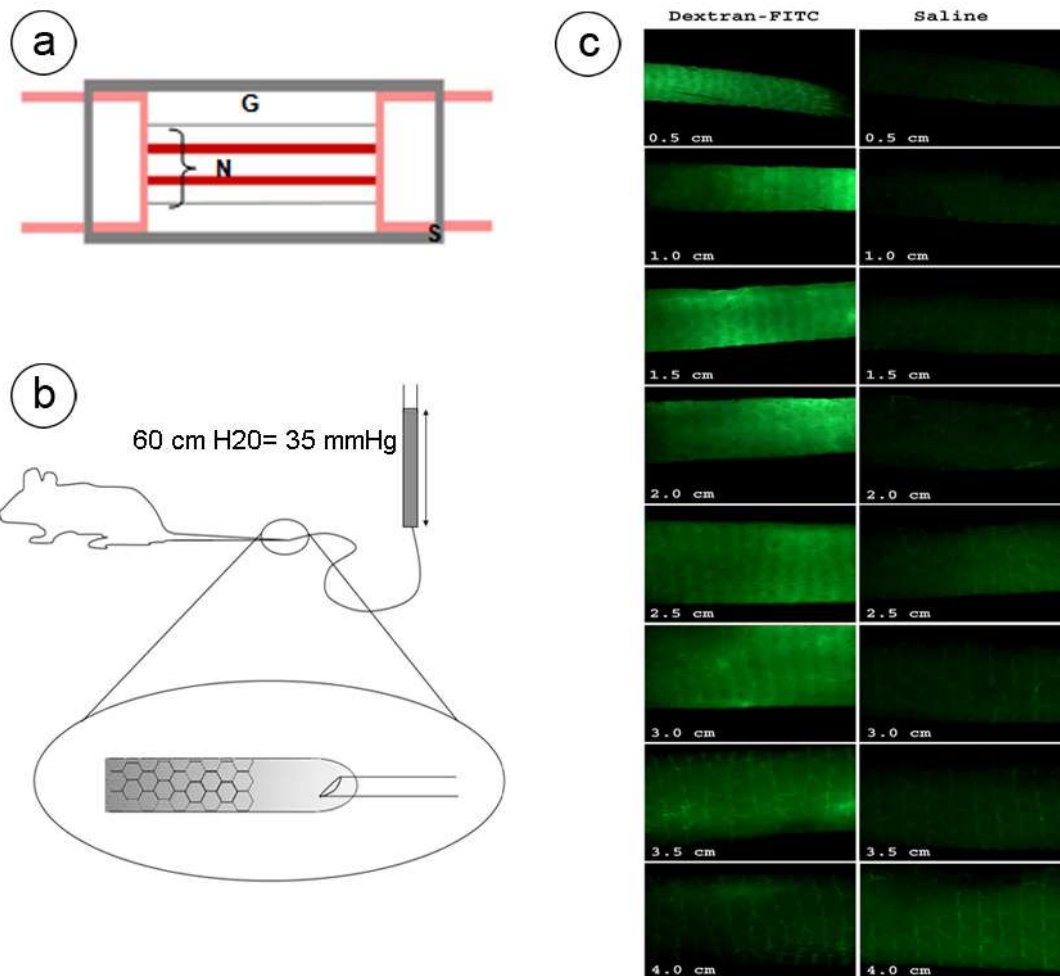 a
G
N
S
b
60 cm H20= 35 mmHg
c
Dextran-FITC Saline
0.5 cm 0.5 cm
1.0 cm 1.0 cm
1.5 cm 1.5 cm
2.0 cm 2.0 cm
2.5 cm 2.5 cm
3.0 cm 3.0 cm
3.5 cm 3.5 cm
4.0 cm 4.0 cm